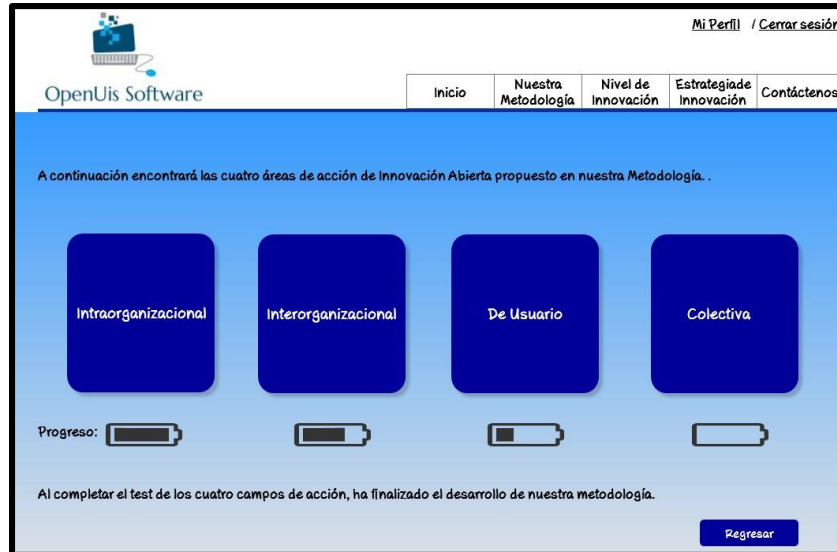 Mi Perfil / Cerrar sesión
OpenUis Software
Inicio
Nuestra
Metodología
Nivel de
Innovación
Estrategiade
Innovación
Contáctenos
A continuación encontrará las cuatro áreas de acción de Innovación Abierta propuesto en nuestra Metodología. .
Intraorganizacional
Interorganizacional
De Usuario
Colectiva
Progreso:
Al completar el test de los cuatro campos de acción, ha finalizado el desarrollo de nuestra metodología.
Regresar